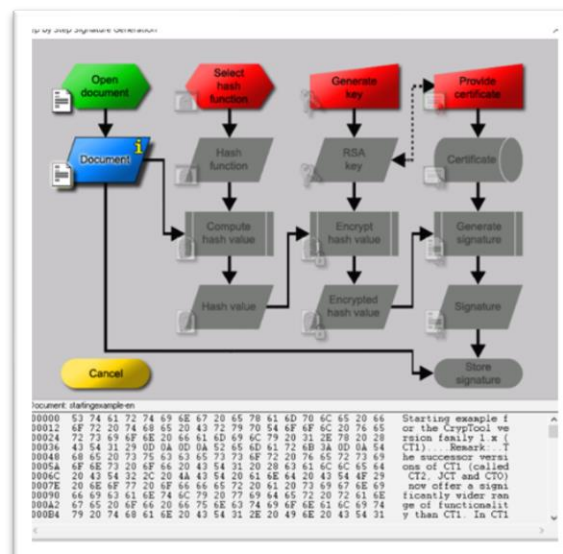 Step by Step Signature Generation
Open document
Select hash function
Generate key
Provide certificate
Document
Hash function
RSA key
Certificate
Compute hash value
Encrypt hash value
Generate signature
Hash value
Encrypted hash value
Signature
Cancel
Store signature
Document: startingexample-en
00000 53 74 61 72 74 69 6E 67 20 65 78 61 6D 70 6C 65 20 66 Starting example f
00012 6F 72 20 74 68 65 20 43 72 79 70 54 6F 6F 6C 20 76 65 or the CrypTool ve
00024 72 73 69 6F 6E 20 66 61 6D 69 6C 79 20 31 2E 78 20 28 rsion family 1.x (
00036 43 54 31 29 0D 0A 0D 0A 52 65 6D 61 72 6B 3A 0D 0A 54 CT1)....Remark:..T
00048 68 65 20 73 75 63 63 65 73 73 6F 72 20 76 65 72 73 69 he successor versi
0005A 6F 6E 73 20 6F 66 20 43 54 31 20 28 63 61 6C 6C 65 64 ons of CT1 (called
0006C 20 43 54 32 2C 20 4A 43 54 20 61 6E 64 20 43 54 4F 29 CT2, JCT and CTO)
0007E 20 6E 6F 77 20 6F 66 66 65 72 20 61 20 73 69 67 6E 69 now offer a signi
00090 66 69 63 61 6E 74 6C 79 20 77 69 64 65 72 20 72 61 6E ficantly wider ran
000A2 67 65 20 6F 66 20 66 75 6E 63 74 69 6F 6E 61 6C 69 74 ge of functionalit
000B4 79 20 74 68 61 6E 20 43 54 31 2E 20 49 6E 20 43 54 31 y than CT1. In CT1